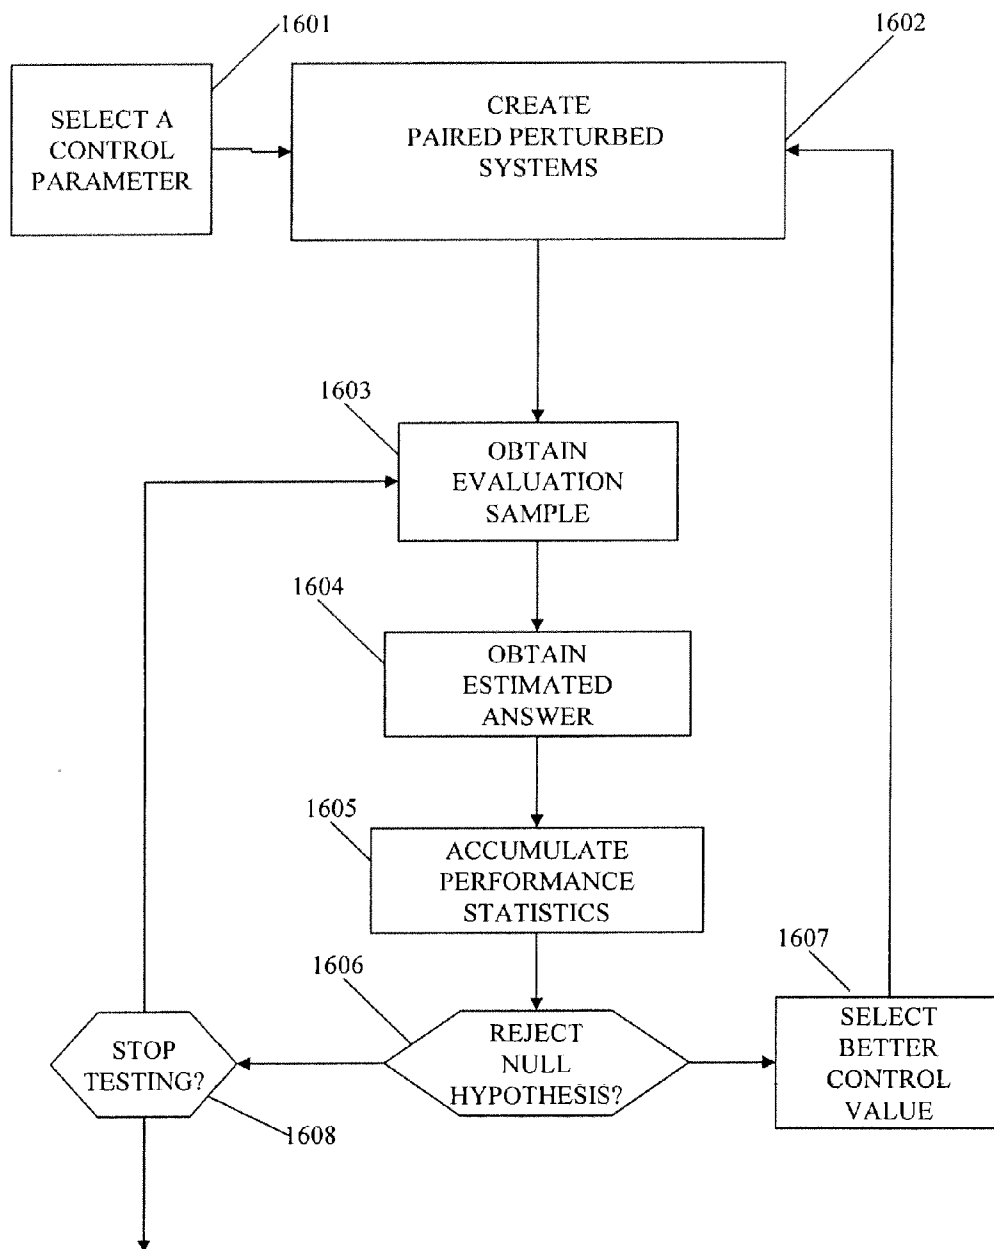 1601
1602
SELECT A
CONTROL
PARAMETER
CREATE
PAIRED PERTURBED
SYSTEMS
1603
OBTAIN
EVALUATION
SAMPLE
1604
OBTAIN
ESTIMATED
ANSWER
1605
ACCUMULATE
PERFORMANCE
STATISTICS
1606
REJECT
NULL
HYPOTHESIS?
1607
SELECT
BETTER
CONTROL
VALUE
STOP
TESTING?
1608